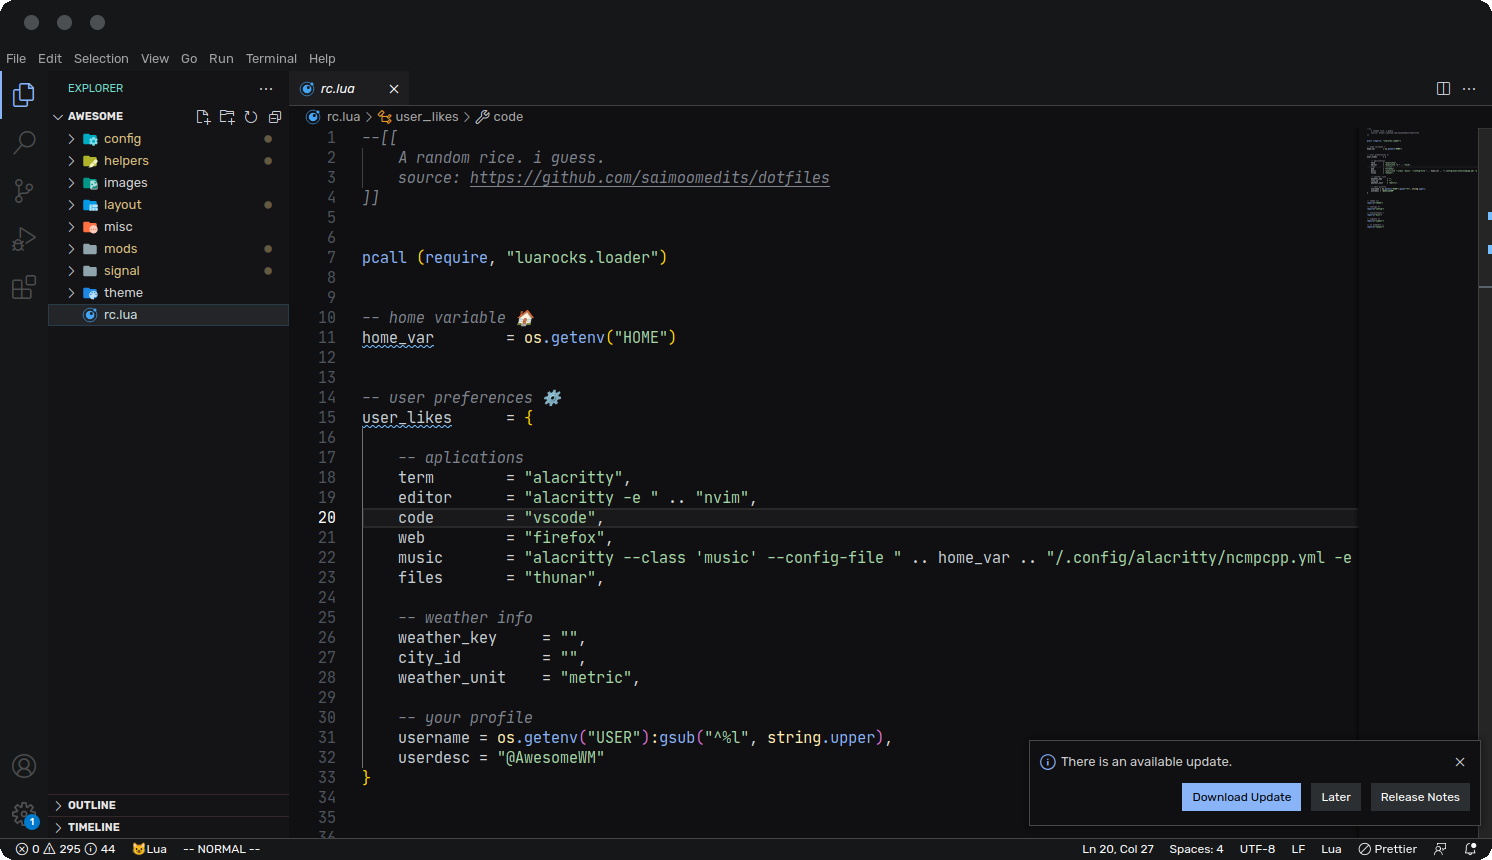 File Edit Selection View Go Run Terminal Help
EXPLORER
AWESOME
config
helpers
images
layout
misc
mods
signal
theme
rc.lua
OUTLINE
TIMELINE
1
rc.lua
rc.lua > user_likes > code
1 --[[
2 A random rice. i guess.
3 source: https://github.com/saimoomedits/dotfiles
4 ]]
5
6
7 pcall (require, "luarocks.loader")
8
9
10 -- home variable 🏠
11 home_var = os.getenv("HOME")
12
13
14 -- user preferences ⚙️
15 user_likes = {
16
17 -- aplications
18 term = "alacritty",
19 editor = "alacritty -e " .. "nvim",
20 code = "vscode",
21 web = "firefox",
22 music = "alacritty --class 'music' --config-file " .. home_var .. "/.config/alacritty/ncmpcpp.yml -e
23 files = "thunar",
24
25 -- weather info
26 weather_key = "",
27 city_id = "",
28 weather_unit = "metric",
29
30 -- your profile
31 username = os.getenv("USER"):gsub("^%l", string.upper),
32 userdesc = "@AwesomeWM"
33 }
34
35
36
There is an available update.
Download Update Later Release Notes
0 295 44 😺Lua -- NORMAL -- Ln 20, Col 27 Spaces: 4 UTF-8 LF Lua Prettier